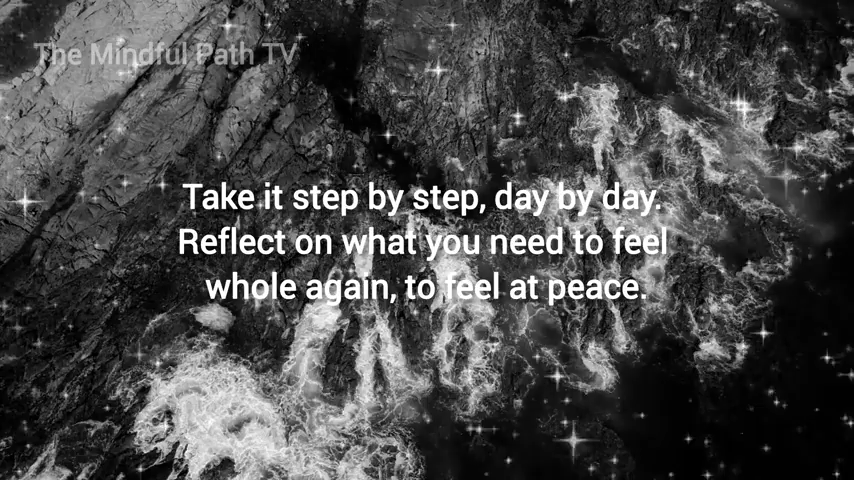 The Mindful Path TV
Take it step by step, day by day.
Reflect on what you need to feel
whole again, to feel at peace.